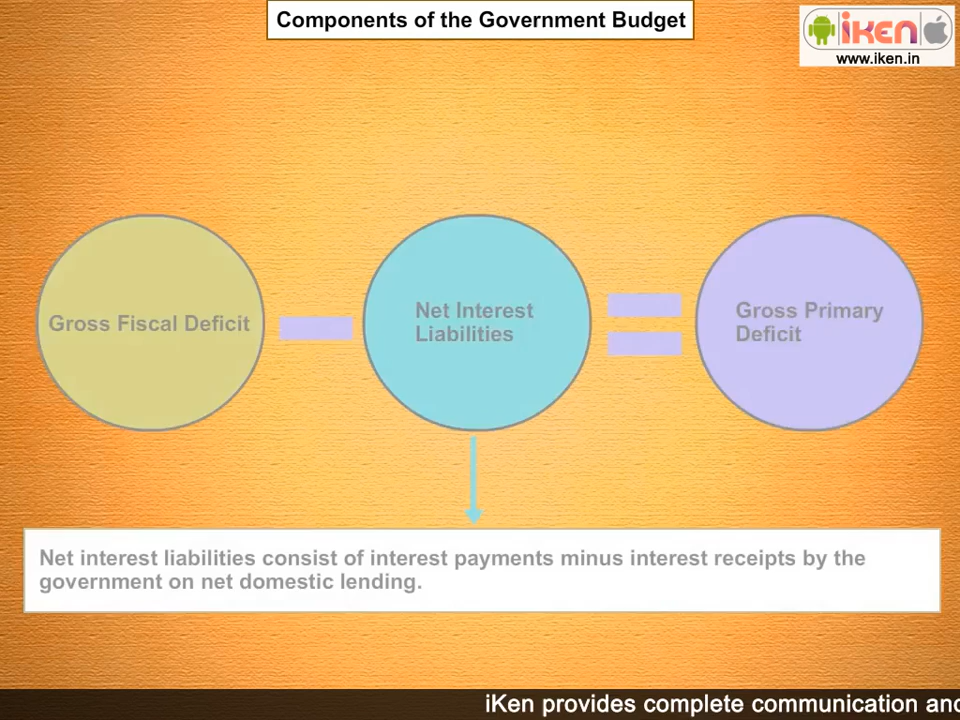 Components of the Government Budget
iKEN
www.iken.in
Gross Fiscal Deficit
Net Interest
Liabilities
Gross Primary
Deficit
Net interest liabilities consist of interest payments minus interest receipts by the
government on net domestic lending.
iKen provides complete communication and